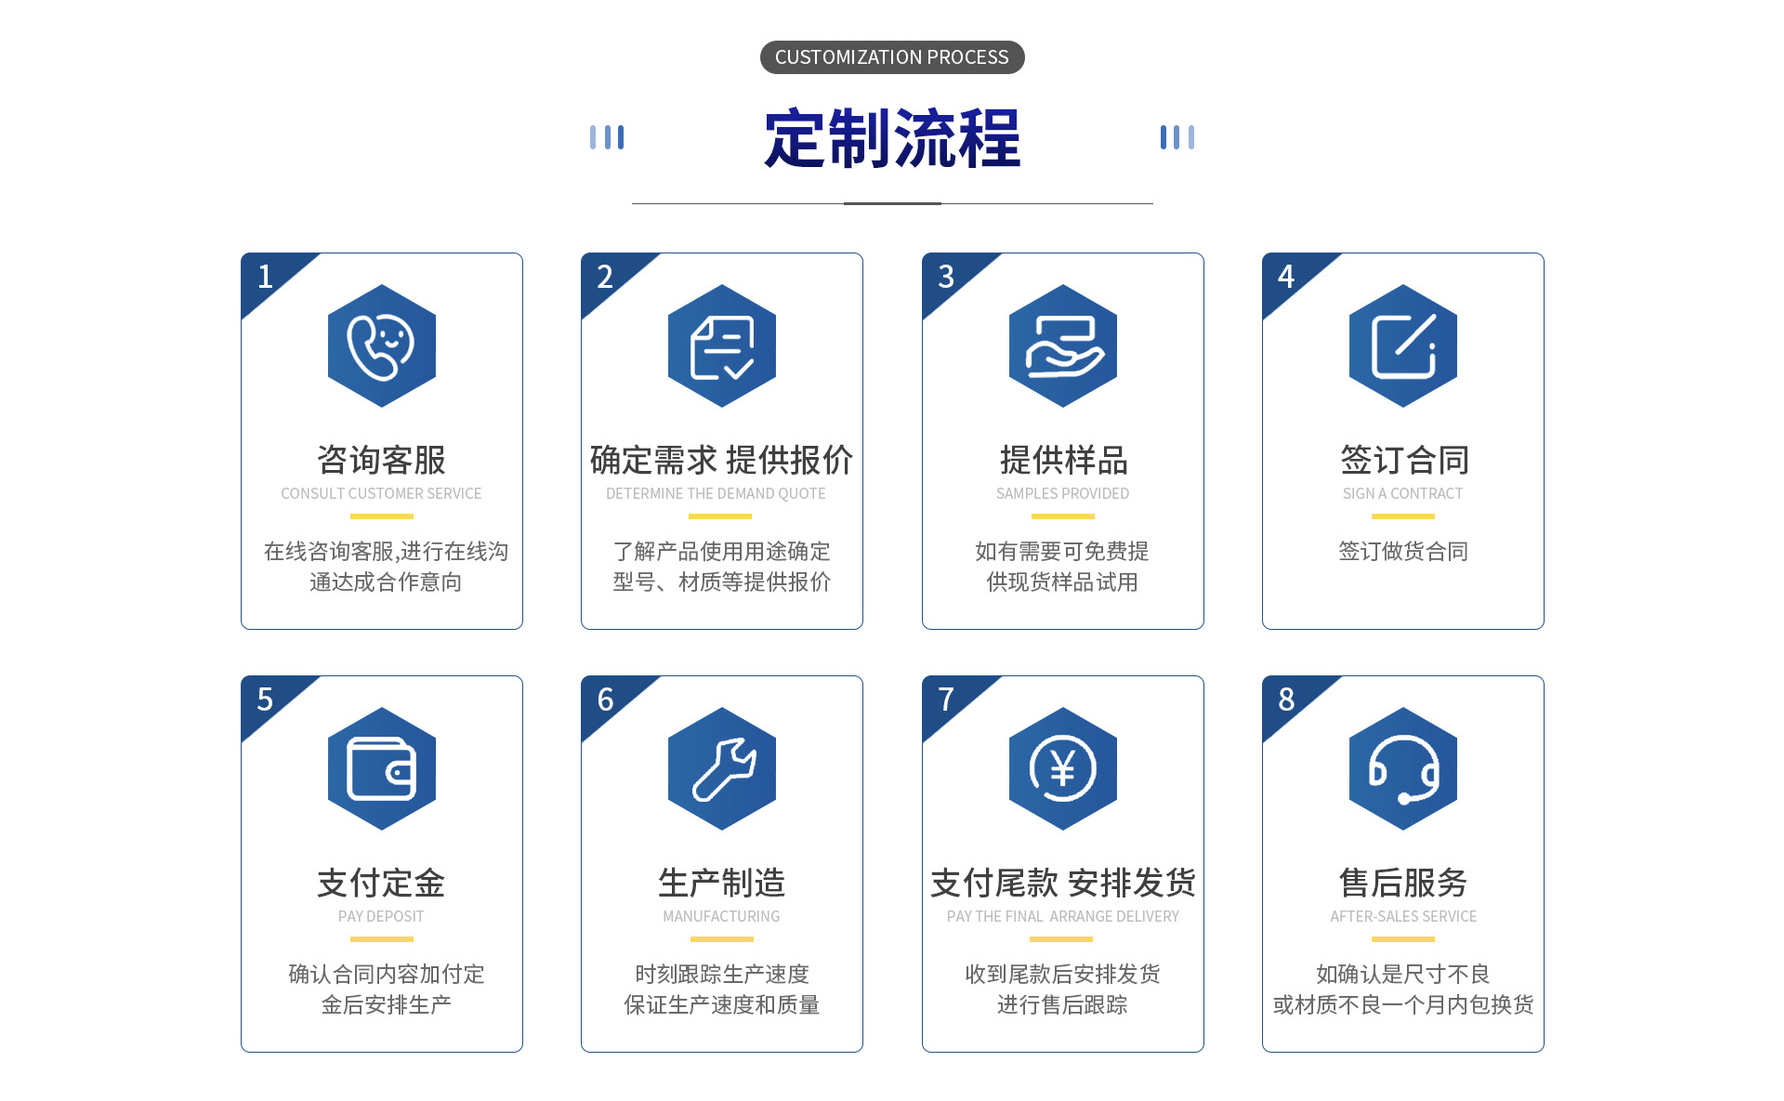 CUSTOMIZATION PROCESS
定制流程
1
咨询客服
CONSULT CUSTOMER SERVICE
在线咨询客服,进行在线沟
通达成合作意向
2
确定需求 提供报价
DETERMINE THE DEMAND QUOTE
了解产品使用用途确定
型号、材质等提供报价
3
提供样品
SAMPLES PROVIDED
如有需要可免费提
供现货样品试用
4
签订合同
SIGN A CONTRACT
签订做货合同
5
支付定金
PAY DEPOSIT
确认合同内容加付定
金后安排生产
6
生产制造
MANUFACTURING
时刻跟踪生产速度
保证生产速度和质量
7
¥
支付尾款 安排发货
PAY THE FINAL ARRANGE DELIVERY
收到尾款后安排发货
进行售后跟踪
8
售后服务
AFTER-SALES SERVICE
如确认是尺寸不良
或材质不良一个月内包换货